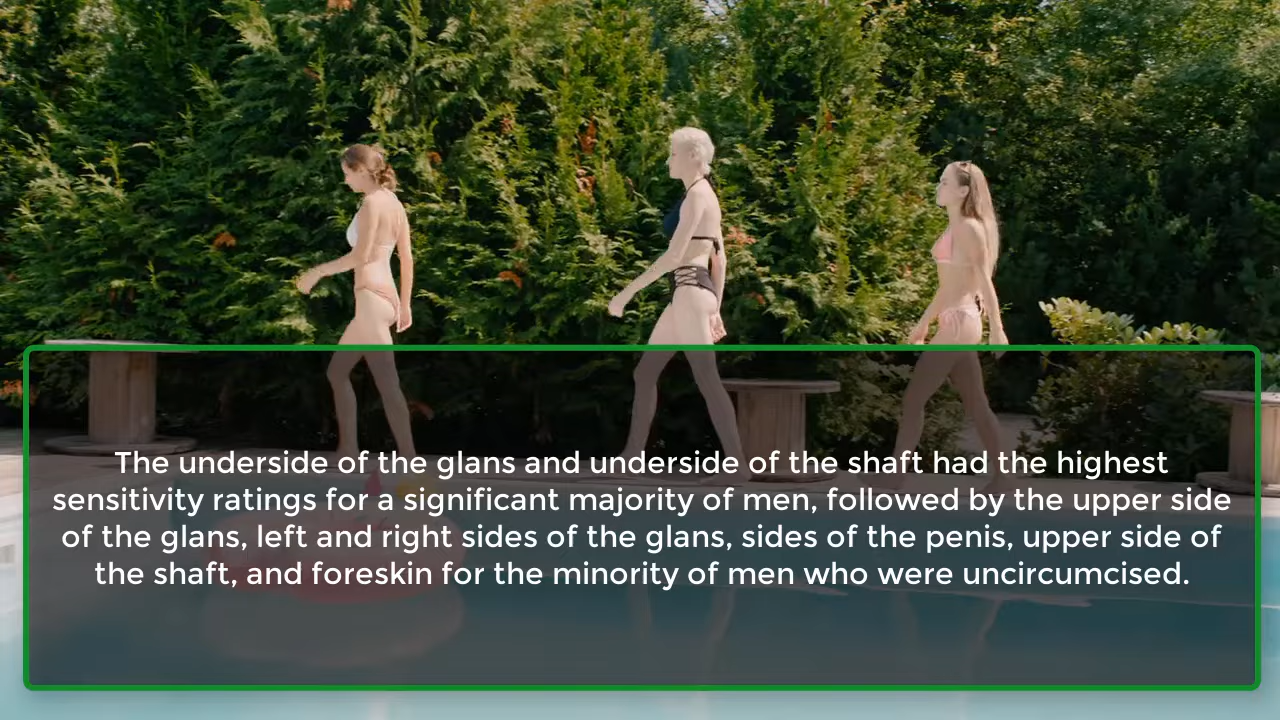 The underside of the glans and underside of the shaft had the highest
sensitivity ratings for a significant majority of men, followed by the upper side
of the glans, left and right sides of the glans, sides of the penis, upper side of
the shaft, and foreskin for the minority of men who were uncircumcised.